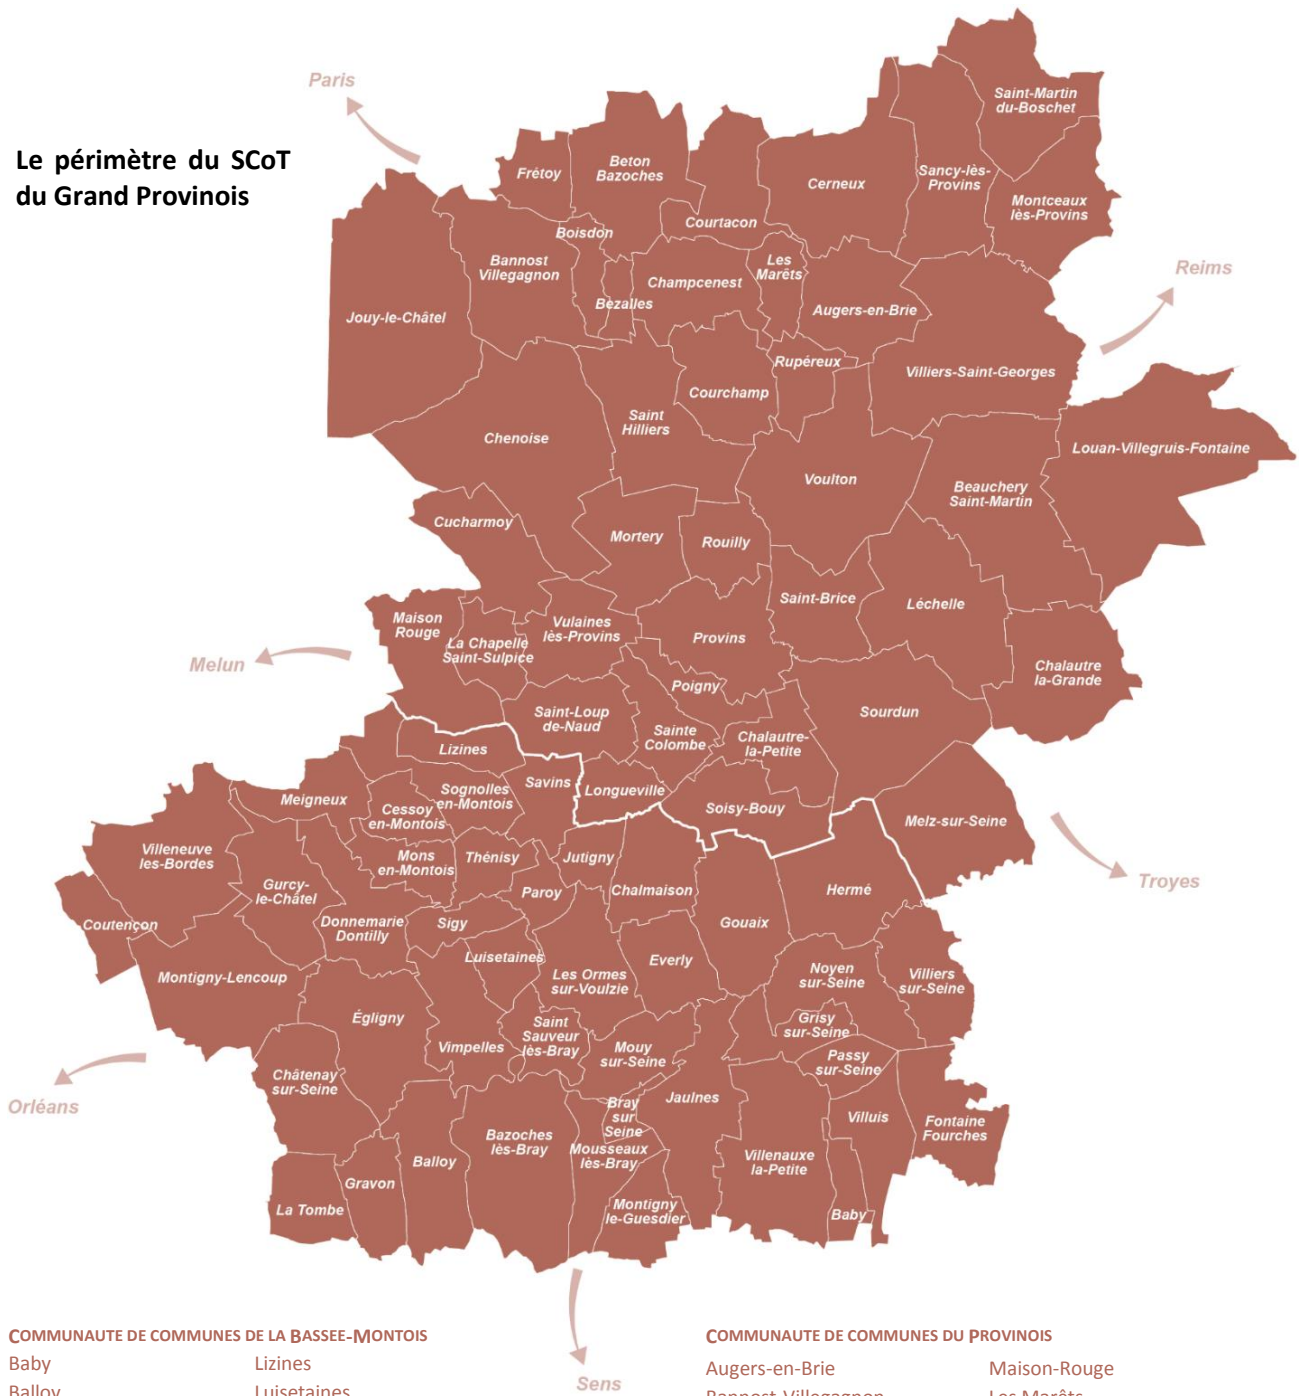 Paris
Le périmètre du SCoT
du Grand Provinois
Saint-Martin
du-Boschet
Frétoy
Beton
Bazoches
Cerneux
Sancy-lès-
Provins
Montceaux
lès-Provins
Courtacon
Boisdon
Bannost
Villegagnon
Les
Marêts
Champcenest
Bezalles
Reims
Jouy-le-Châtel
Augers-en-Brie
Rupéreux
Villiers-Saint-Georges
Courchamp
Saint
Hilliers
Chenoise
Louan-Villegruis-Fontaine
Voulton
Beauchery
Saint-Martin
Cucharmoy
Mortery
Rouilly
Saint-Brice
Léchelle
Maison
Rouge
La Chapelle
Saint-Sulpice
Vulaines
lès-Provins
Provins
Melun
Chalautre
la-Grande
Poigny
Saint-Loup
de-Naud
Sainte
Colombe
Chalautre-
la-Petite
Sourdun
Lizines
Savins
Longueville
Soisy-Bouy
Melz-sur-Seine
Meigneux
Cessoy
en-Montois
Sognolles
en-Montois
Villeneuve
les-Bordes
Mons
en-Montois
Thénisy
Jutigny
Gurcy-
le-Châtel
Paroy
Chalmaison
Hermé
Troyes
Coutençon
Donnemarie
Dontilly
Sigy
Gouaix
Montigny-Lencoup
Luisetaines
Les Ormes
sur-Voulzie
Everly
Noyen
sur-Seine
Villiers
sur-Seine
Égligny
Saint
Sauveur
lès-Bray
Grisy
sur-Seine
Vimpelles
Mouy
sur-Seine
Passy
sur-Seine
Châtenay
sur-Seine
Orléans
Bray
sur
Seine
Jaulnes
Villuis
Fontaine
Fourches
Balloy
Bazoches
lès-Bray
Mousseaux
lès-Bray
Villenauxe
la-Petite
Gravon
La Tombe
Montigny
le-Guesdier
Baby
Sens
COMMUNAUTE DE COMMUNES DE LA BASSEE-MONTOIS
Baby
Lizines
Balloy
Luisetaines
COMMUNAUTE DE COMMUNES DU PROVINOIS
Augers-en-Brie
Maison-Rouge
Bannost-Villegagnon
Les Marêts